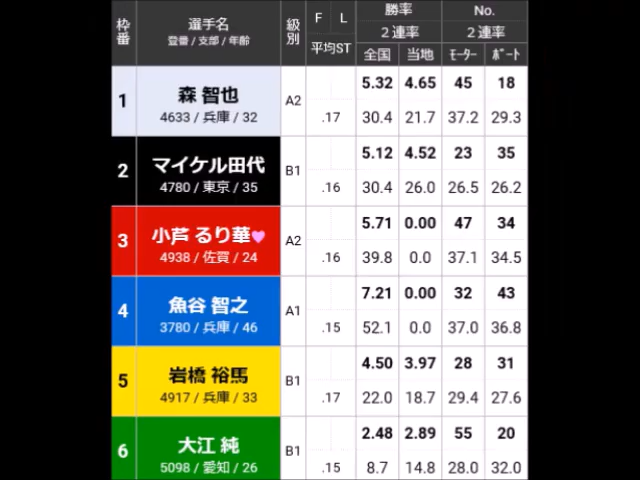 枠番 選手名 級別 F L 勝率 No.
登番 / 支部 / 年齢 平均ST 2連率 2連率
全国 当地 モーター ボート
1 森 智也 A2 5.32 4.65 45 18
4633 / 兵庫 / 32 .17 30.4 21.7 37.2 29.3
2 マイケル田代 B1 5.12 4.52 23 35
4780 / 東京 / 35 .16 30.4 26.0 26.5 26.2
3 小芦 るり華 A2 5.71 0.00 47 34
4938 / 佐賀 / 24 .16 39.8 0.0 37.1 34.5
4 魚谷 智之 A1 7.21 0.00 32 43
3780 / 兵庫 / 46 .15 52.1 0.0 37.0 36.8
5 岩橋 裕馬 B1 4.50 3.97 28 31
4917 / 兵庫 / 33 .17 22.0 18.7 29.4 27.6
6 大江 純 B1 2.48 2.89 55 20
5098 / 愛知 / 26 .15 8.7 14.8 28.0 32.0